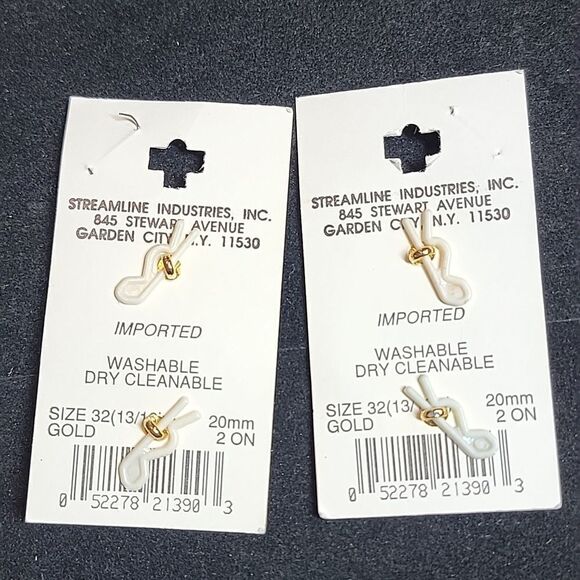 STREAMLINE INDUSTRIES, INC.
845 STEWART AVENUE
GARDEN CITY N.Y. 11530
IMPORTED
WASHABLE
DRY CLEANABLE
SIZE 32(13/ 20mm
GOLD 2 ON
0 52278 21390 3
STREAMLINE INDUSTRIES, INC.
845 STEWART AVENUE
GARDEN CITY N.Y. 11530
IMPORTED
WASHABLE
DRY CLEANABLE
SIZE 32(13/ 20mm
GOLD 2 ON
0 52278 21390 3